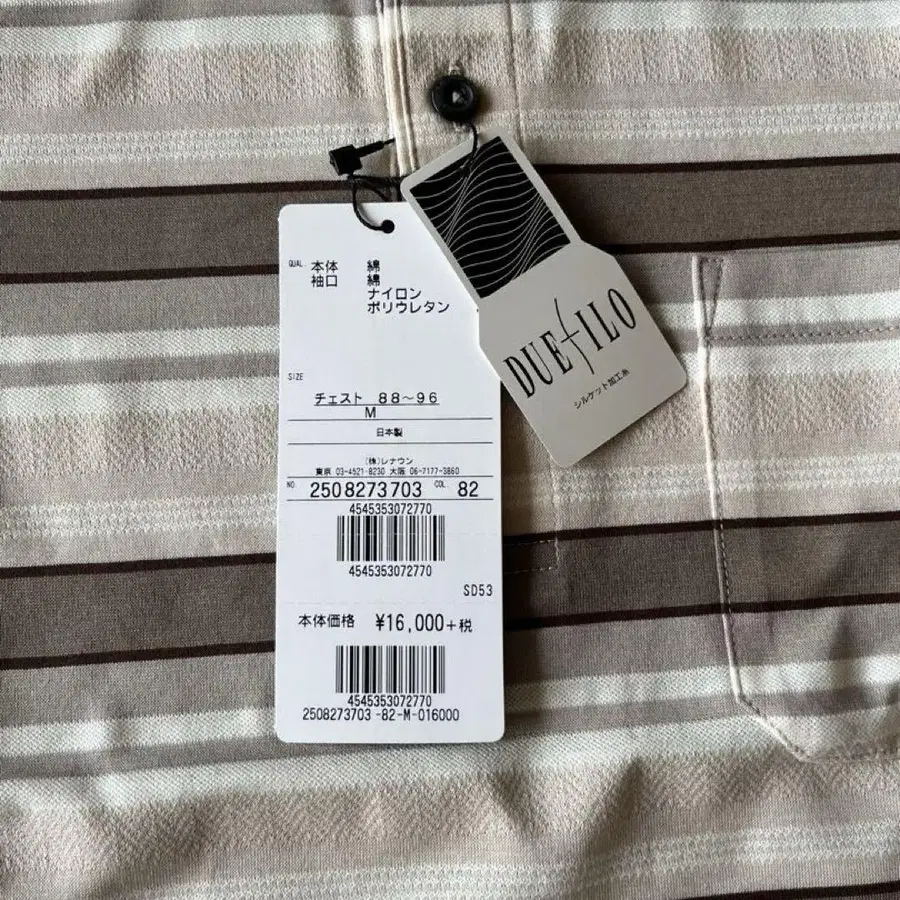 QUAL. 本体 綿
袖口 綿
ナイロン
ポリウレタン
SIZE
チェスト 88～96
M
日本製
(株)レナウン
東京 03-4521-8230 大阪 06-7177-3860
NO. 2508273703 COL. 82
4545353072770
4545353072770
SD53
本体価格 ¥16,000+税
4545353072770
2508273703-82-M-016000
DUEfILO
シルケット加工糸